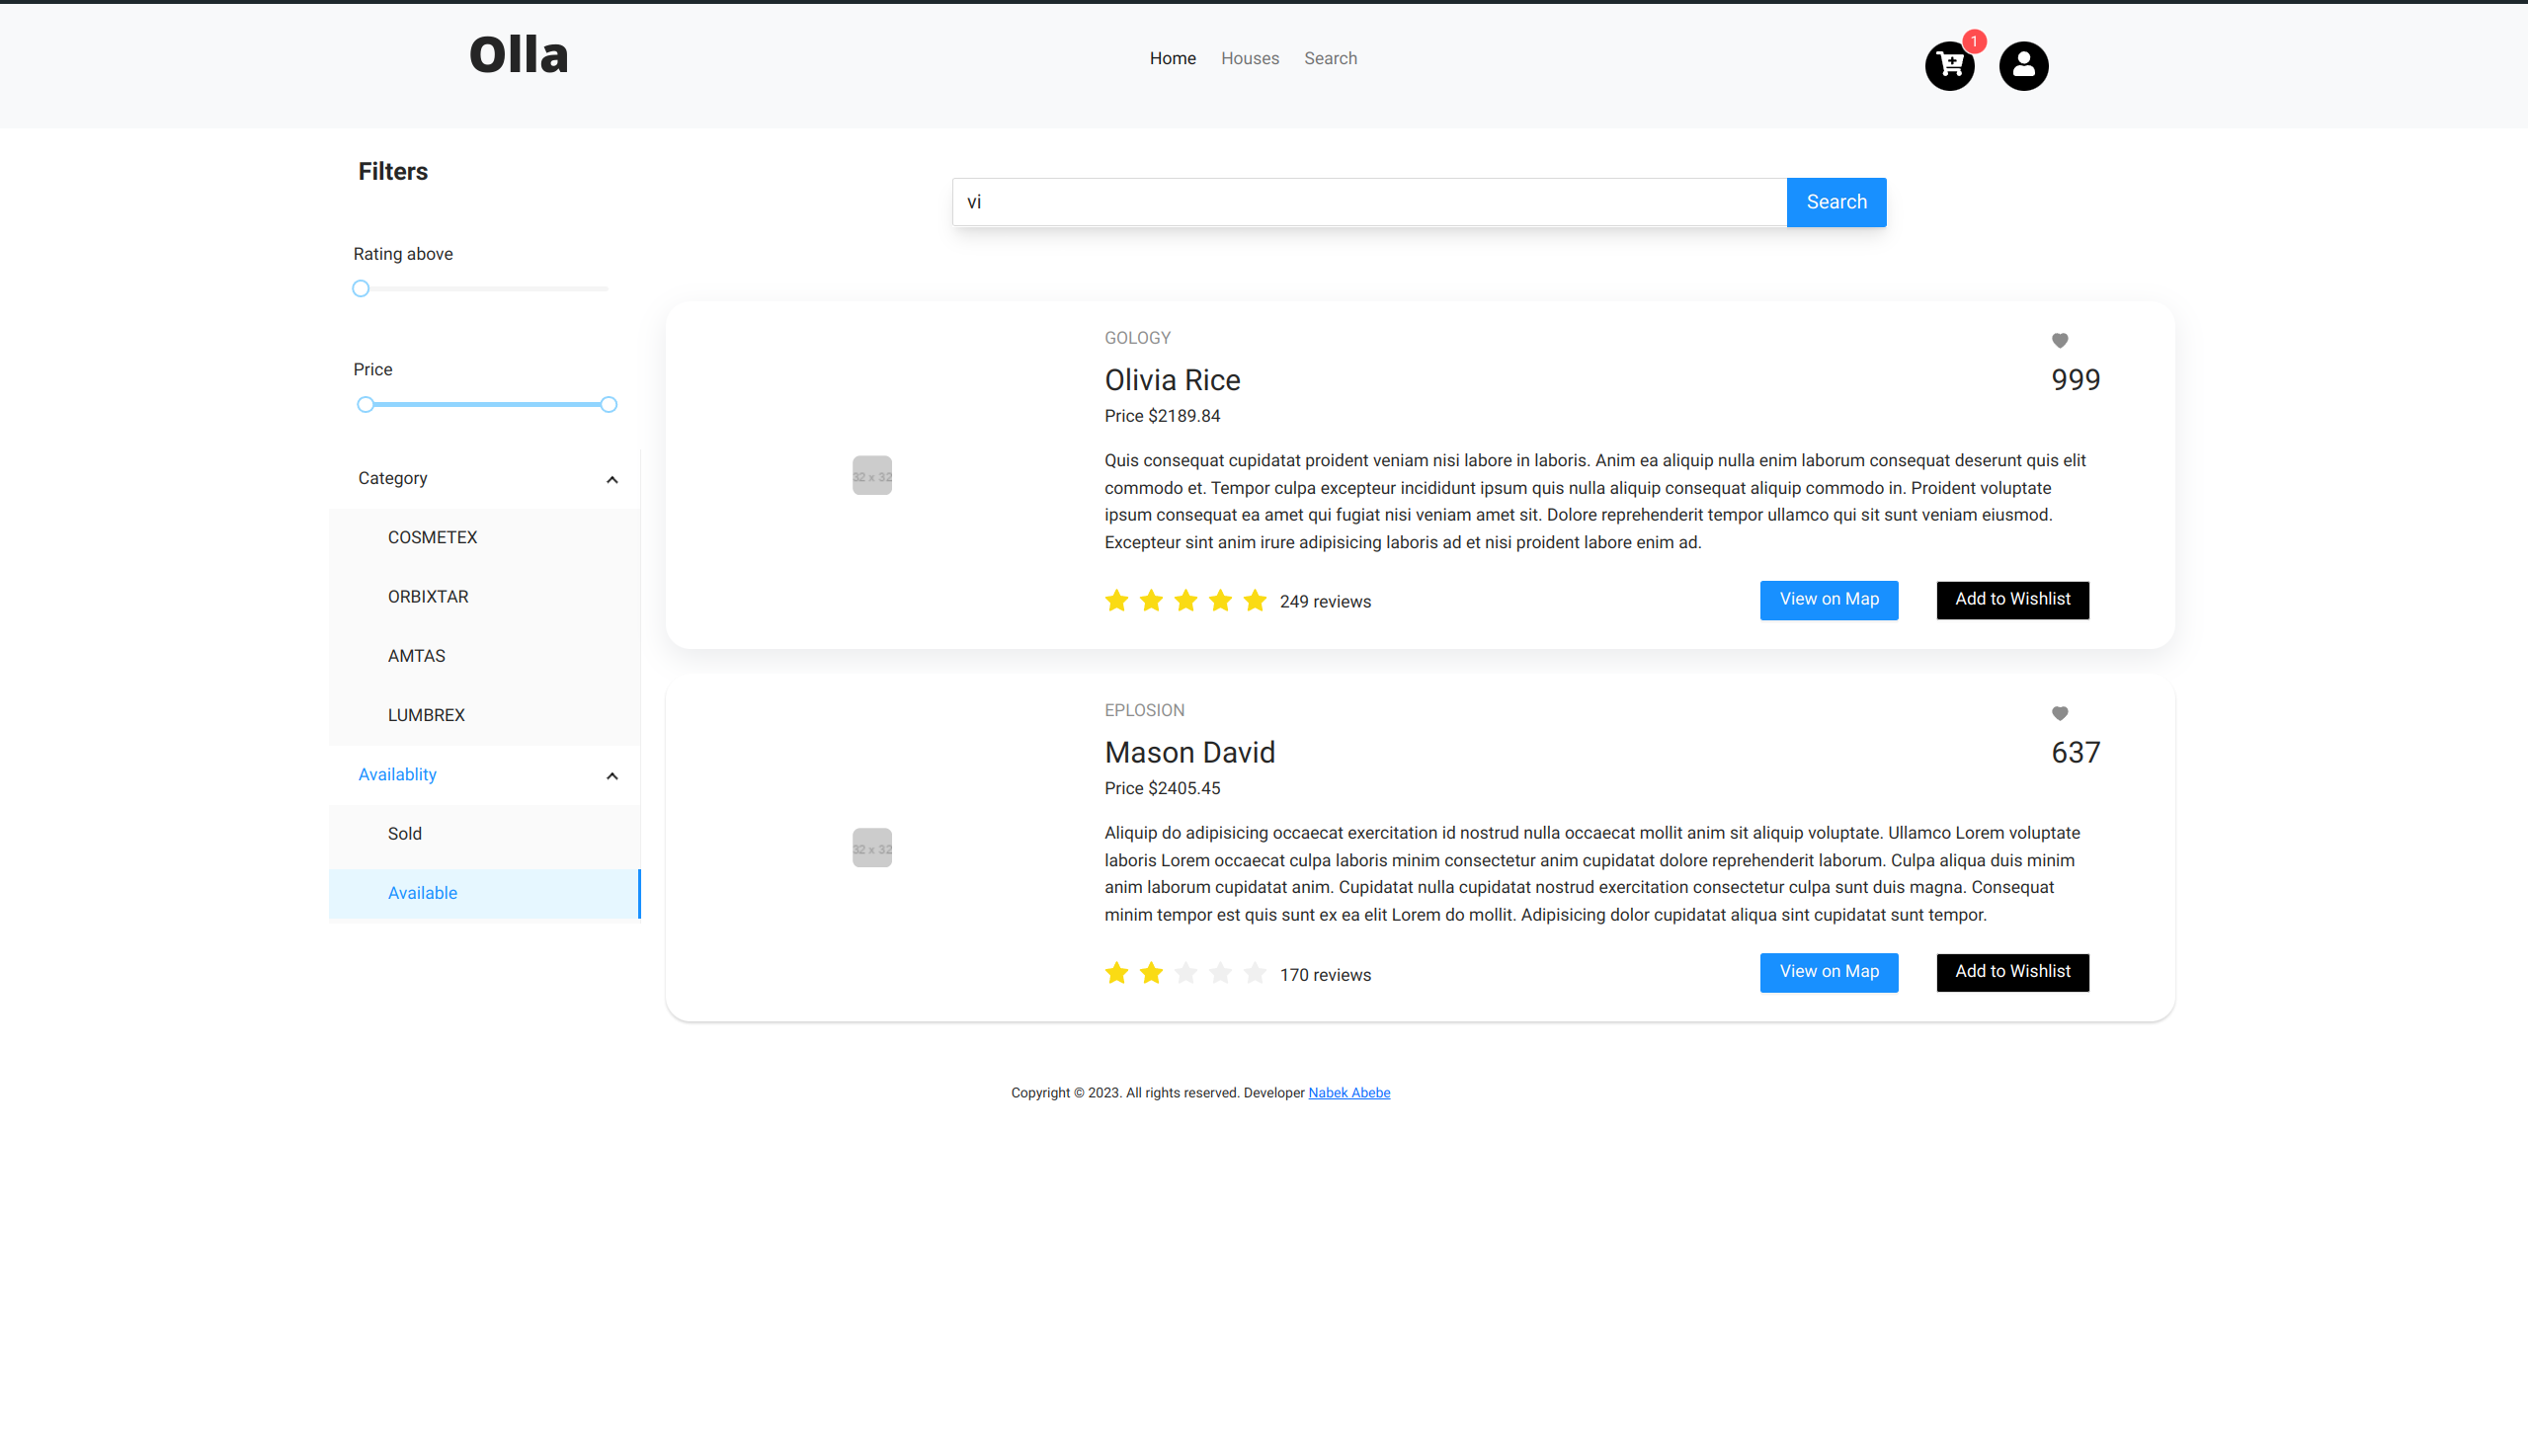 Olla
Home Houses Search
1
Filters
vi
Search
Rating above
Price
Category
COSMETEX
ORBIXTAR
AMTAS
LUMBREX
Availablity
Sold
Available
32 x 32
GOLOGY
Olivia Rice
999
Price $2189.84
Quis consequat cupidatat proident veniam nisi labore in laboris. Anim ea aliquip nulla enim laborum consequat deserunt quis elit
commodo et. Tempor culpa excepteur incididunt ipsum quis nulla aliquip consequat aliquip commodo in. Proident voluptate
ipsum consequat ea amet qui fugiat nisi veniam amet sit. Dolore reprehenderit tempor ullamco qui sit sunt veniam eiusmod.
Excepteur sint anim irure adipisicing laboris ad et nisi proident labore enim ad.
249 reviews
View on Map
Add to Wishlist
32 x 32
EPLOSION
Mason David
637
Price $2405.45
Aliquip do adipisicing occaecat exercitation id nostrud nulla occaecat mollit anim sit aliquip voluptate. Ullamco Lorem voluptate
laboris Lorem occaecat culpa laboris minim consectetur anim cupidatat dolore reprehenderit laborum. Culpa aliqua duis minim
anim laborum cupidatat anim. Cupidatat nulla cupidatat nostrud exercitation consectetur culpa sunt duis magna. Consequat
minim tempor est quis sunt ex ea elit Lorem do mollit. Adipisicing dolor cupidatat aliqua sint cupidatat sunt tempor.
170 reviews
View on Map
Add to Wishlist
Copyright © 2023. All rights reserved. Developer Nabek Abebe